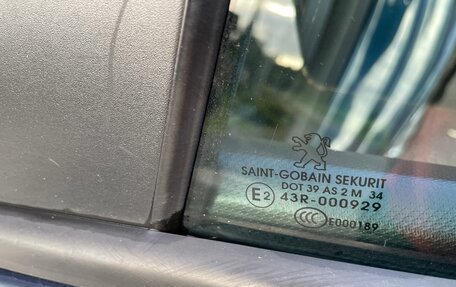 SAINT-GOBAIN SEKURIT
DOT 39 AS 2 M 34
E2 43R-000929
CCC E000189